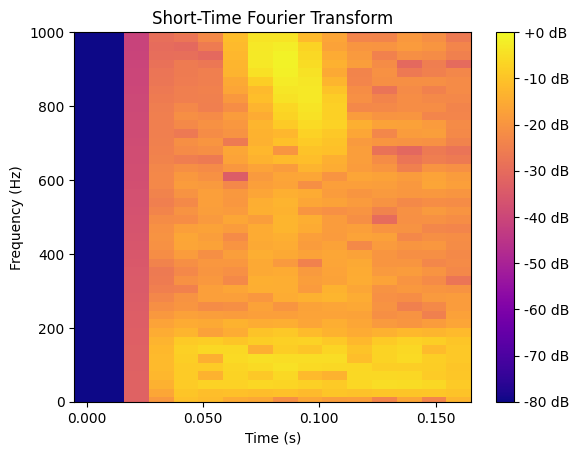 Short-Time Fourier Transform
1000
800
600
400
200
0
Frequency (Hz)
0.000
0.050
0.100
0.150
Time (s)
+0 dB
-10 dB
-20 dB
-30 dB
-40 dB
-50 dB
-60 dB
-70 dB
-80 dB